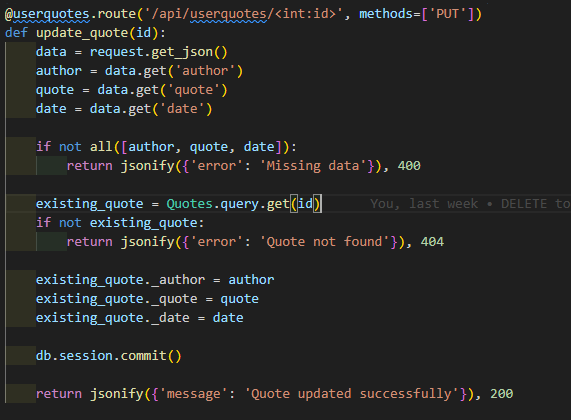 @userquotes.route('/api/userquotes/<int:id>', methods=['PUT'])
def update_quote(id):
    data = request.get_json()
    author = data.get('author')
    quote = data.get('quote')
    date = data.get('date')

    if not all([author, quote, date]):
        return jsonify({'error': 'Missing data'}), 400

    existing_quote = Quotes.query.get(id)    You, last week • DELETE to
    if not existing_quote:
        return jsonify({'error': 'Quote not found'}), 404

    existing_quote._author = author
    existing_quote._quote = quote
    existing_quote._date = date

    db.session.commit()

    return jsonify({'message': 'Quote updated successfully'}), 200